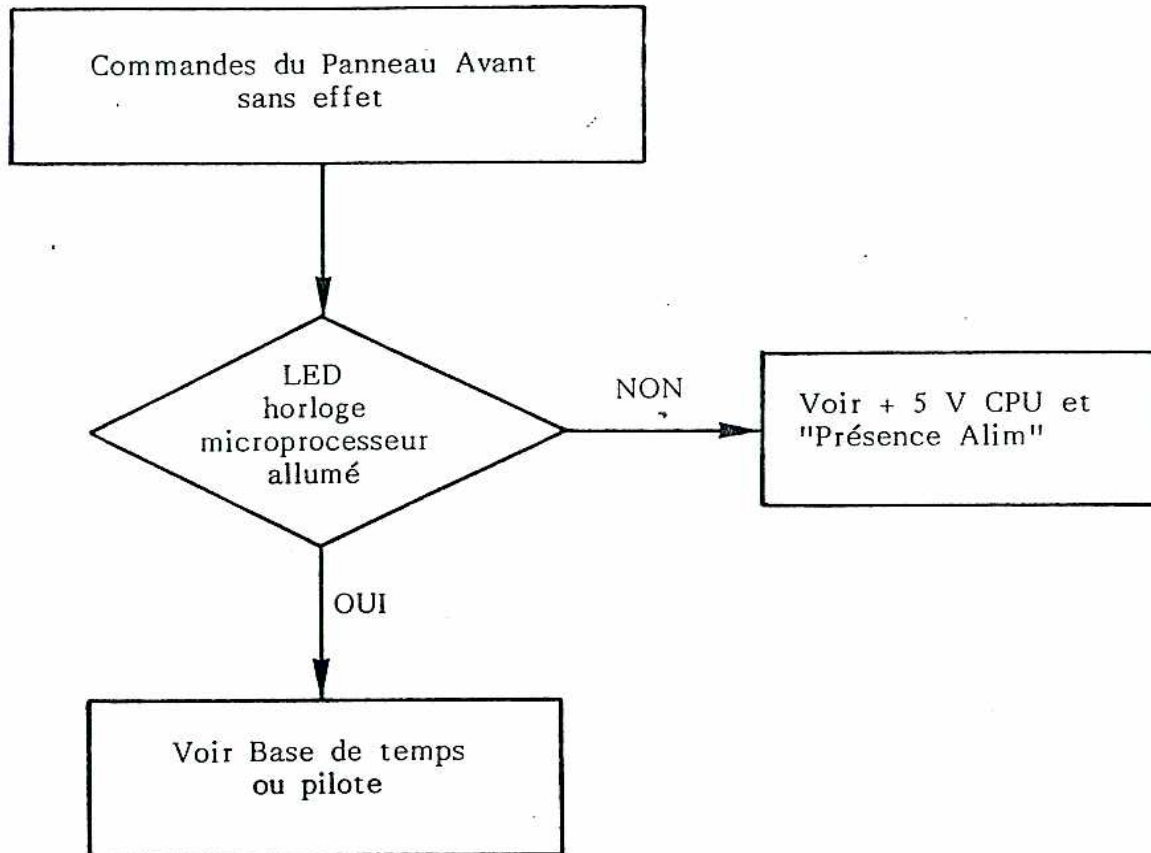 Commandes du Panneau Avant
sans effet
LED
horloge
microprocesseur
allumé
NON
Voir + 5 V CPU et
"Présence Alim"
OUI
Voir Base de temps
ou pilote